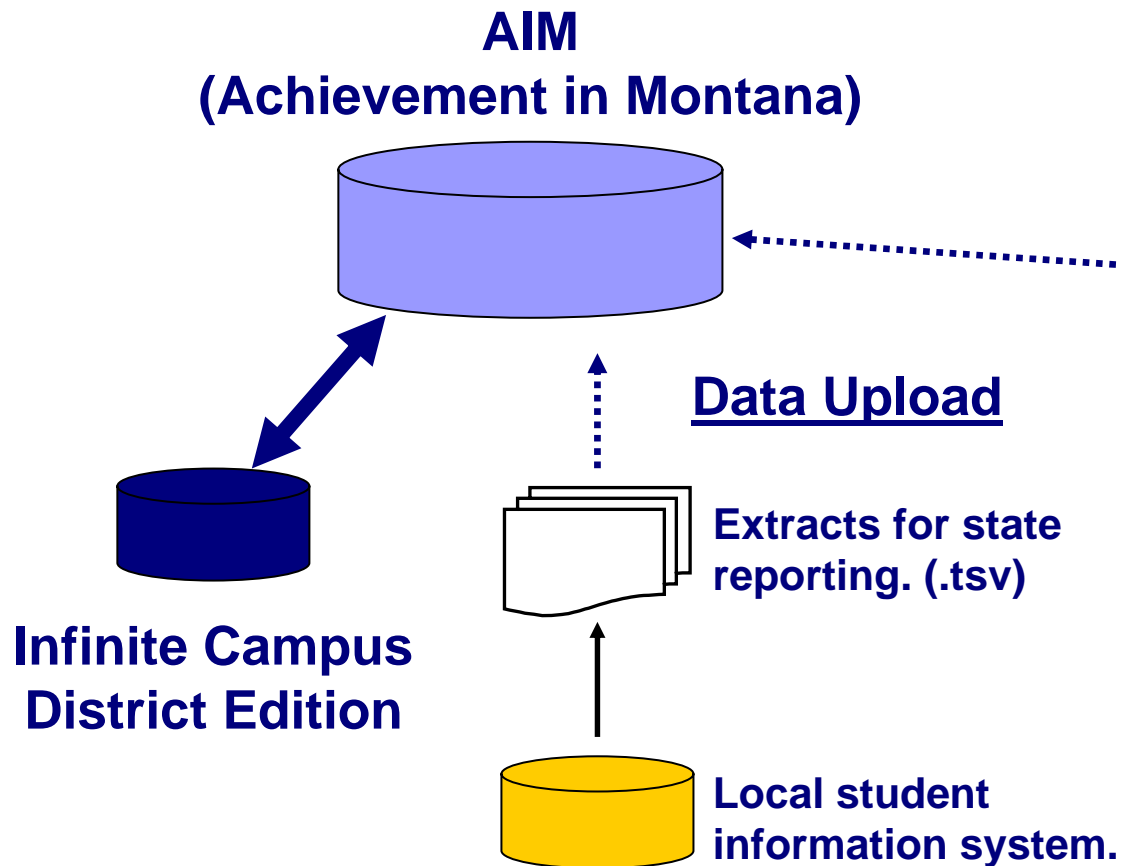 AIM
(Achievement in Montana)
Data Upload
Extracts for state
reporting. (.tsv)
Infinite Campus
District Edition
Local student
information system.